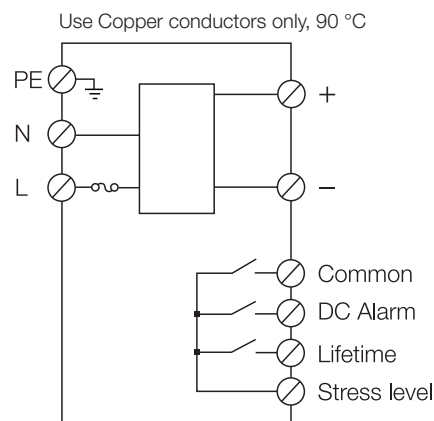 Use Copper conductors only, 90 °C
PE
N
L
+
–
Common
DC Alarm
Lifetime
Stress level